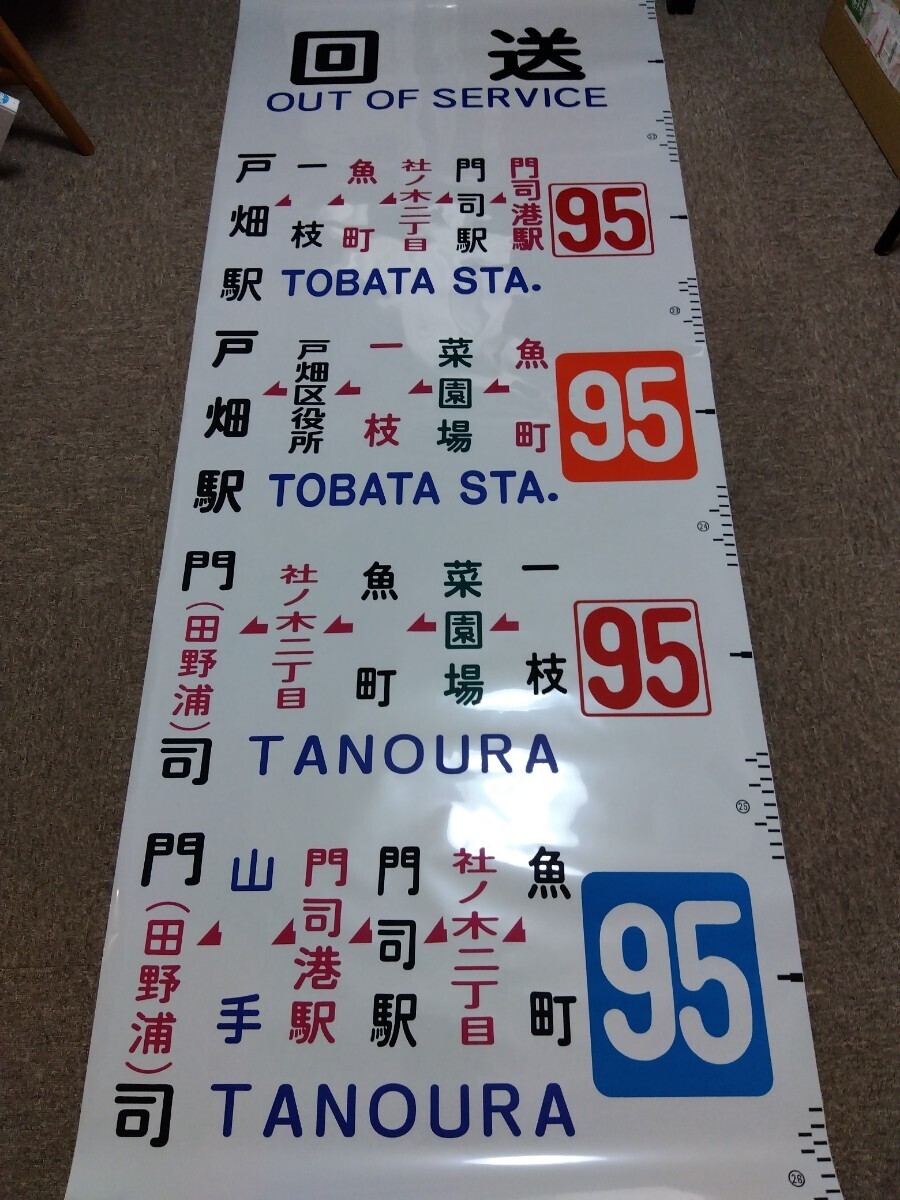 回送
OUT OF SERVICE
戸畑駅 一枝 魚町 社ノ木二丁目 門司駅 門司港駅 95
TOBATA STA.
23
戸畑駅 戸畑区役所 一枝 菜園場 魚町 95
TOBATA STA.
24
門司（田野浦） 社ノ木二丁目 魚町 菜園場 一枝 95
TANOURA
25
門司（田野浦） 山手 門司港駅 門司駅 社ノ木二丁目 魚町 95
TANOURA
26